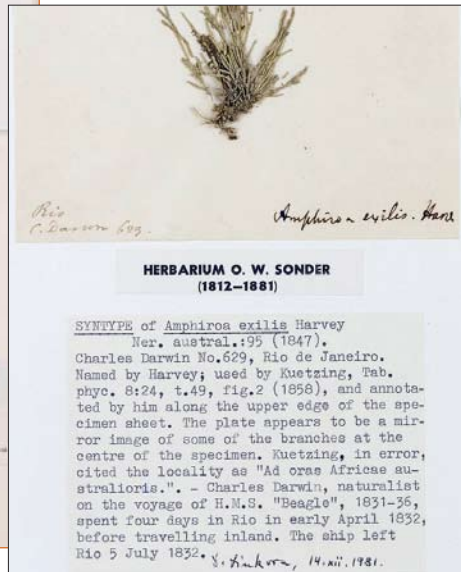 Rio
C. Darwin 629.
Amphiroa exilis. Harv
HERBARIUM O. W. SONDER
(1812–1881)
SYNTYPE of Amphiroa exilis Harvey
Ner. austral.:95 (1847).
Charles Darwin No.629, Rio de Janeiro.
Named by Harvey; used by Kuetzing, Tab.
phyc. 8:24, t.49, fig.2 (1858), and annota-
ted by him along the upper edge of the spe-
cimen sheet. The plate appears to be a mir-
ror image of some of the branches at the
centre of the specimen. Kuetzing, in error,
cited the locality as "Ad oras Africae au-
stralioris.". – Charles Darwin, naturalist
on the voyage of H.M.S. "Beagle", 1831-36,
spent four days in Rio in early April 1832,
before travelling inland. The ship left
Rio 5 July 1832.
14.xii.1981.